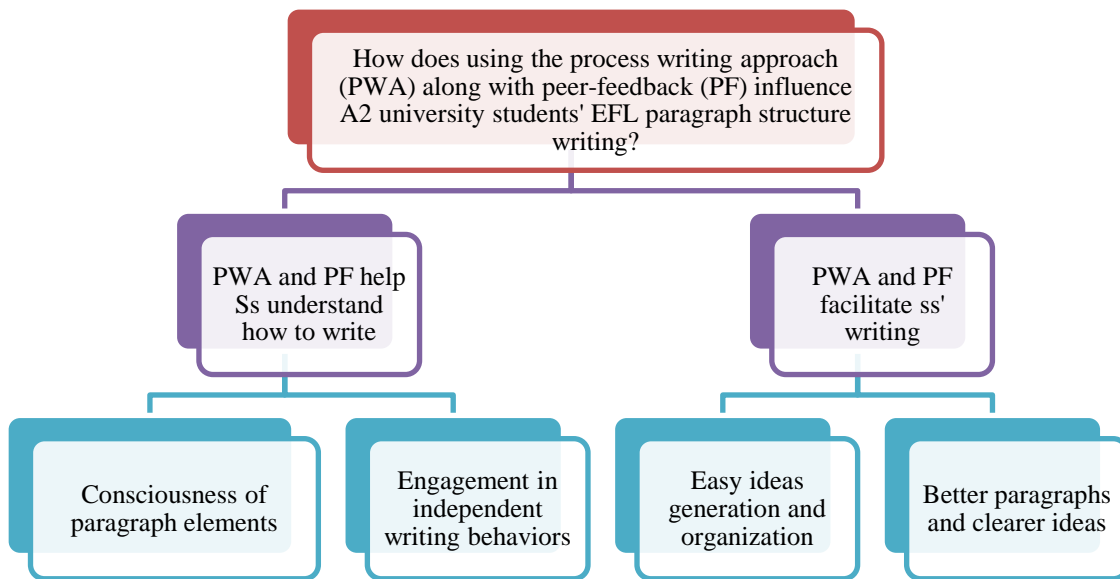 How does using the process writing approach
(PWA) along with peer-feedback (PF) influence
A2 university students' EFL paragraph structure
writing?
PWA and PF help
Ss understand
how to write
PWA and PF
facilitate ss'
writing
Consciousness of
paragraph elements
Engagement in
independent
writing behaviors
Easy ideas
generation and
organization
Better paragraphs
and clearer ideas